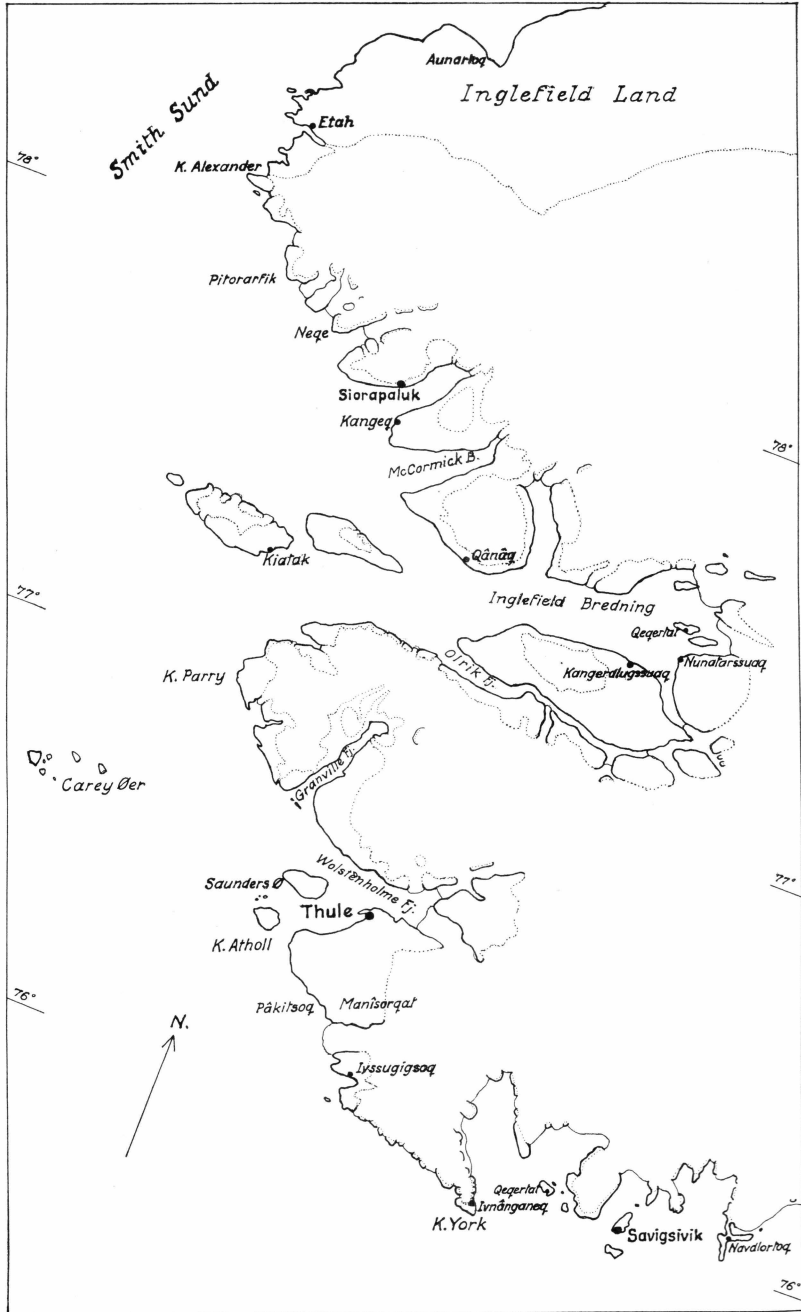 Aunartoq
Inglefield Land
Smith Sund
Etah
78°
K. Alexander
Pitorarfik
Neqe
Siorapaluk
Kangeq
78°
McCormick B.
Kiatak
Qânâq
77°
Inglefield Bredning
Qeqertat
Olrik Fj.
K. Parry
Kangerdlugssuaq
Nunatarssuaq
Granville Fj.
Carey Øer
Wolstenholme Fj.
Saunders Ø
77°
Thule
K. Atholl
76°
Pâkitsoq
Manîsorqat
N.
Ivssugigsoq
Qeqertat
Ivnânganeq
K. York
Savigsivik
Navdlortoq
76°